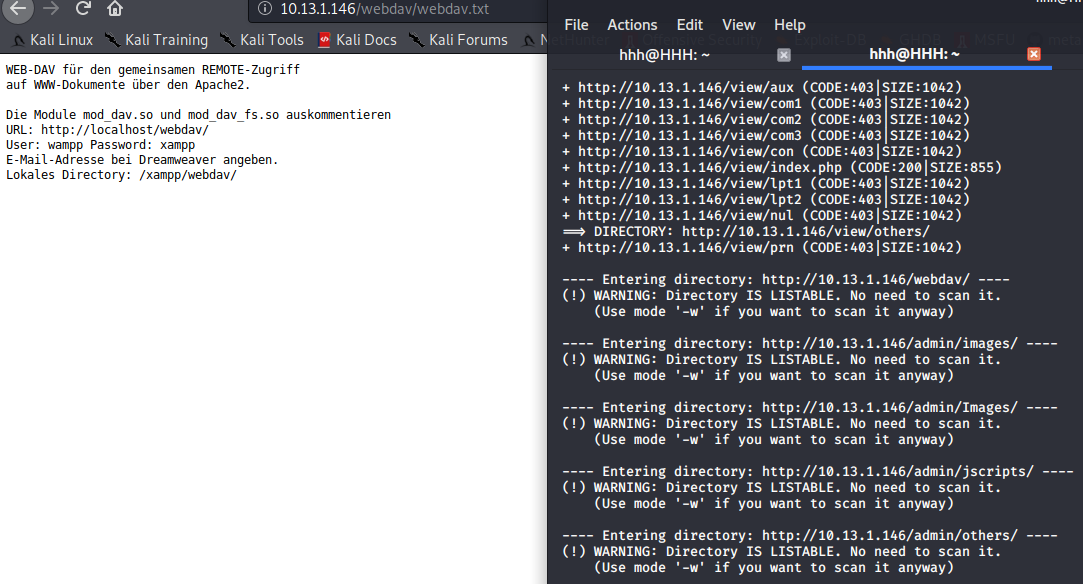 10.13.1.146/webdav/webdav.txt
Kali Linux Kali Training Kali Tools Kali Docs Kali Forums
WEB-DAV für den gemeinsamen REMOTE-Zugriff
auf WWW-Dokumente über den Apache2.
Die Module mod_dav.so und mod_dav_fs.so auskommentieren
URL: http://localhost/webdav/
User: wampp Password: xampp
E-Mail-Adresse bei Dreamweaver angeben.
Lokales Directory: /xampp/webdav/
File Actions Edit View Help
hhh@HHH: ~ hhh@HHH: ~
+ http://10.13.1.146/view/aux (CODE:403|SIZE:1042)
+ http://10.13.1.146/view/com1 (CODE:403|SIZE:1042)
+ http://10.13.1.146/view/com2 (CODE:403|SIZE:1042)
+ http://10.13.1.146/view/com3 (CODE:403|SIZE:1042)
+ http://10.13.1.146/view/con (CODE:403|SIZE:1042)
+ http://10.13.1.146/view/index.php (CODE:200|SIZE:855)
+ http://10.13.1.146/view/lpt1 (CODE:403|SIZE:1042)
+ http://10.13.1.146/view/lpt2 (CODE:403|SIZE:1042)
+ http://10.13.1.146/view/nul (CODE:403|SIZE:1042)
==> DIRECTORY: http://10.13.1.146/view/others/
+ http://10.13.1.146/view/prn (CODE:403|SIZE:1042)
---- Entering directory: http://10.13.1.146/webdav/ ----
(!) WARNING: Directory IS LISTABLE. No need to scan it.
(Use mode '-w' if you want to scan it anyway)
---- Entering directory: http://10.13.1.146/admin/images/ ----
(!) WARNING: Directory IS LISTABLE. No need to scan it.
(Use mode '-w' if you want to scan it anyway)
---- Entering directory: http://10.13.1.146/admin/Images/ ----
(!) WARNING: Directory IS LISTABLE. No need to scan it.
(Use mode '-w' if you want to scan it anyway)
---- Entering directory: http://10.13.1.146/admin/jscripts/ ----
(!) WARNING: Directory IS LISTABLE. No need to scan it.
(Use mode '-w' if you want to scan it anyway)
---- Entering directory: http://10.13.1.146/admin/others/ ----
(!) WARNING: Directory IS LISTABLE. No need to scan it.
(Use mode '-w' if you want to scan it anyway)